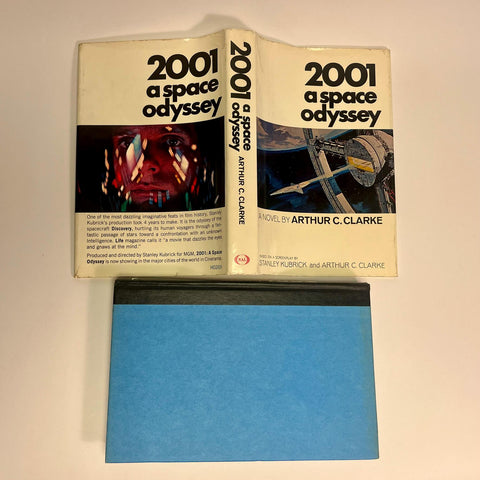 2001
a space
odyssey
One of the most dazzling imaginative feats in film history, Stanley
Kubrick's production took 4 years to make. It is the odyssey of the
spacecraft Discovery, hurtling its human voyagers through a fan-
tastic passage of stars toward a confrontation with an unknown
intelligence. Life magazine calls it "a movie that dazzles the eyes
and gnaws at the mind."
Produced and directed by Stanley Kubrick for MGM, 2001: A Space
Odyssey is now showing in the major cities of the world in Cinerama.
2001
a space
odyssey
ARTHUR C. CLARKE
NAL
2001
a space
odyssey
A NOVEL BY ARTHUR C. CLARKE
BASED ON A SCREENPLAY BY
STANLEY KUBRICK and ARTHUR C. CLARKE